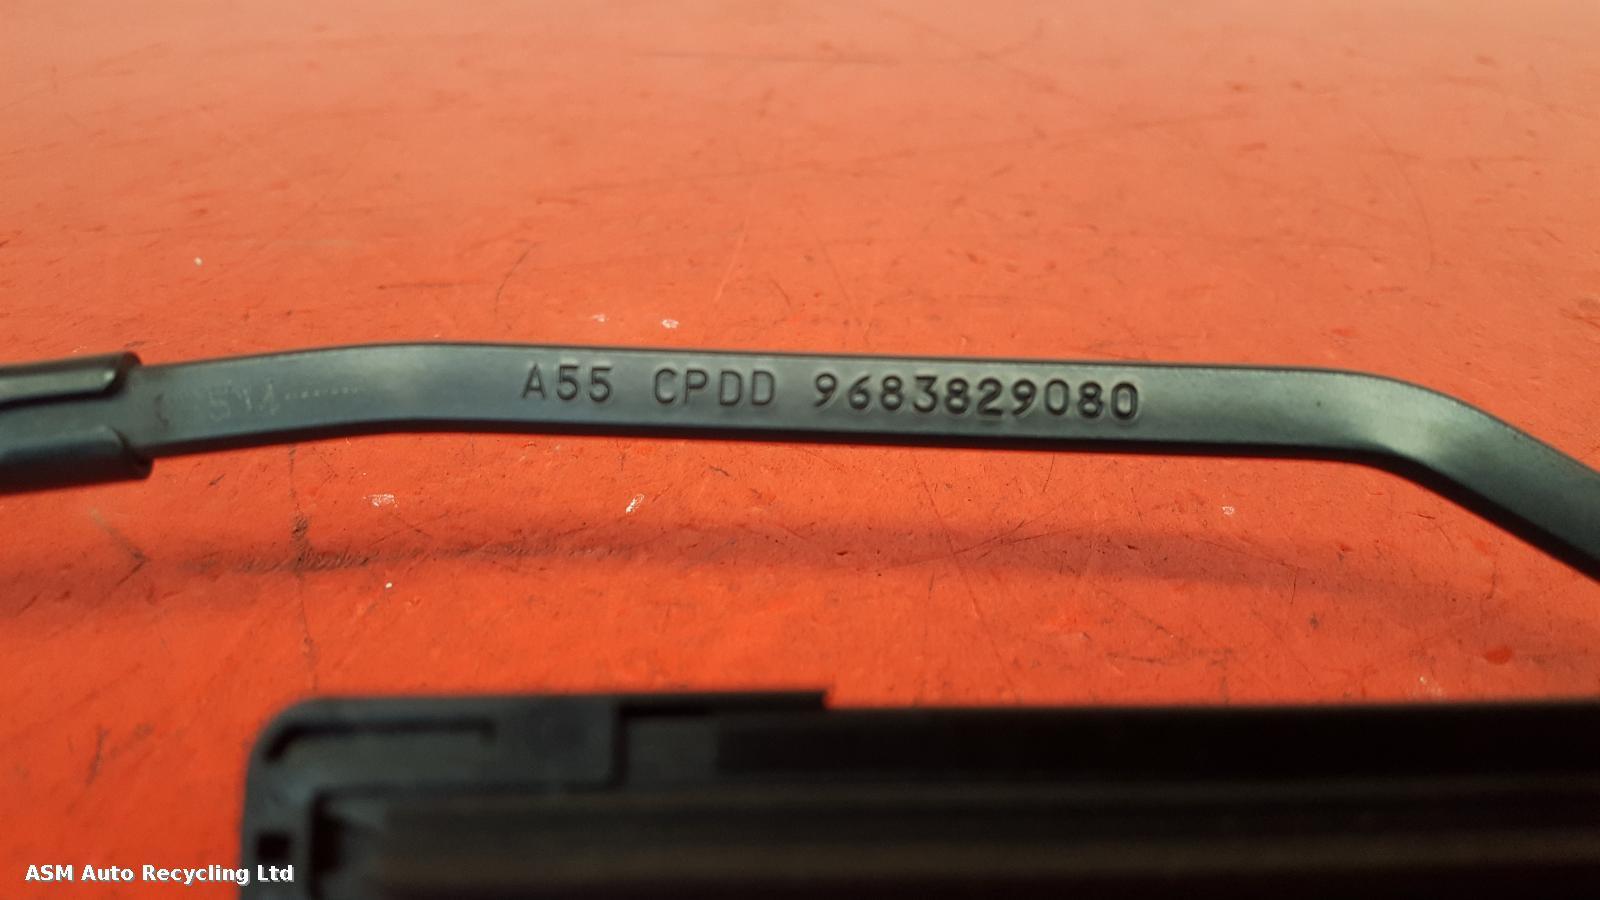 A55 CPDD 9683829080
ASM Auto Recycling Ltd